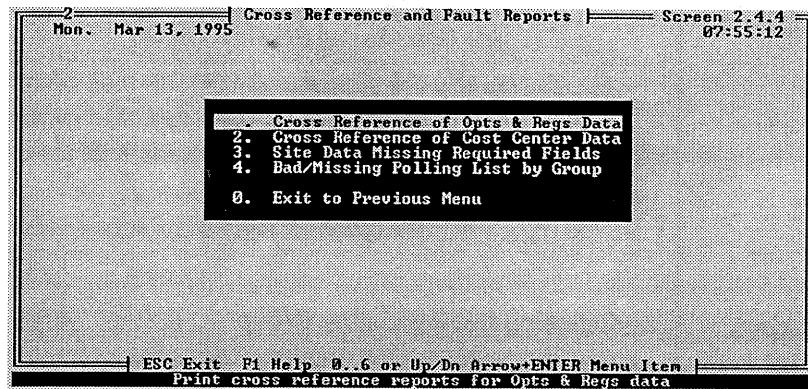 2 Cross Reference and Fault Reports Screen 2.4.4
Mon. Mar 13, 1995 07:55:12
. Cross Reference of Opts & Regs Data
2. Cross Reference of Cost Center Data
3. Site Data Missing Required Fields
4. Bad/Missing Polling List by Group
0. Exit to Previous Menu
ESC Exit F1 Help 0..6 or Up/Dn Arrow+ENTER Menu Item
Print cross reference reports for Opts & Regs data